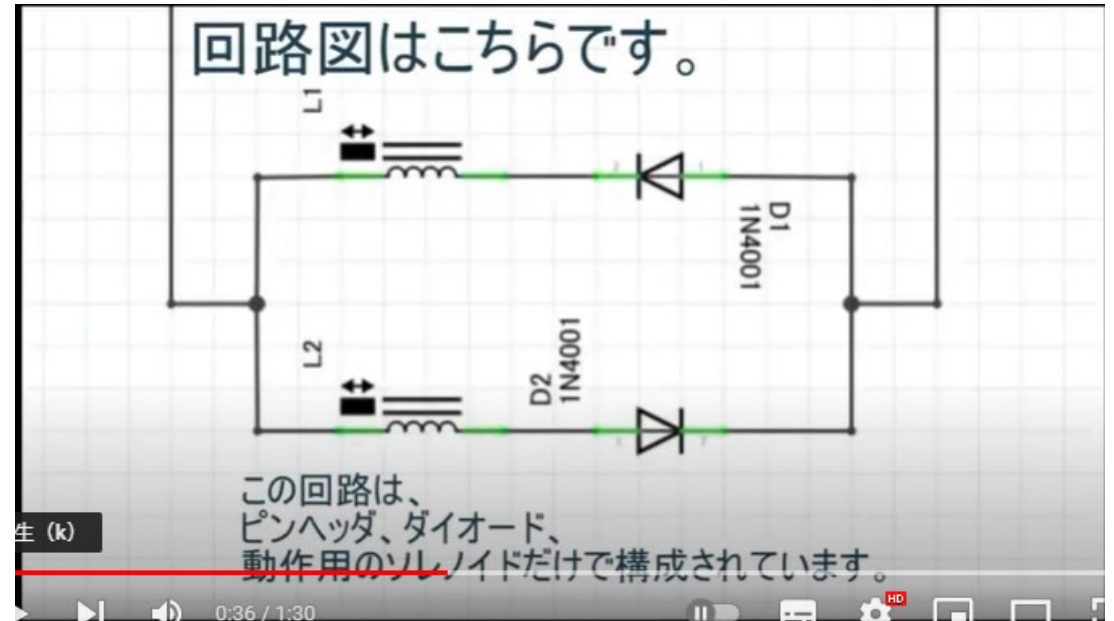 回路図はこちらです。
L1
D1
1N4001
L2
D2
1N4001
この回路は、
ピンヘッダ、ダイオード、
動作用のソレノイドだけで構成されています。
生（k）
0:36 / 1:30
HD